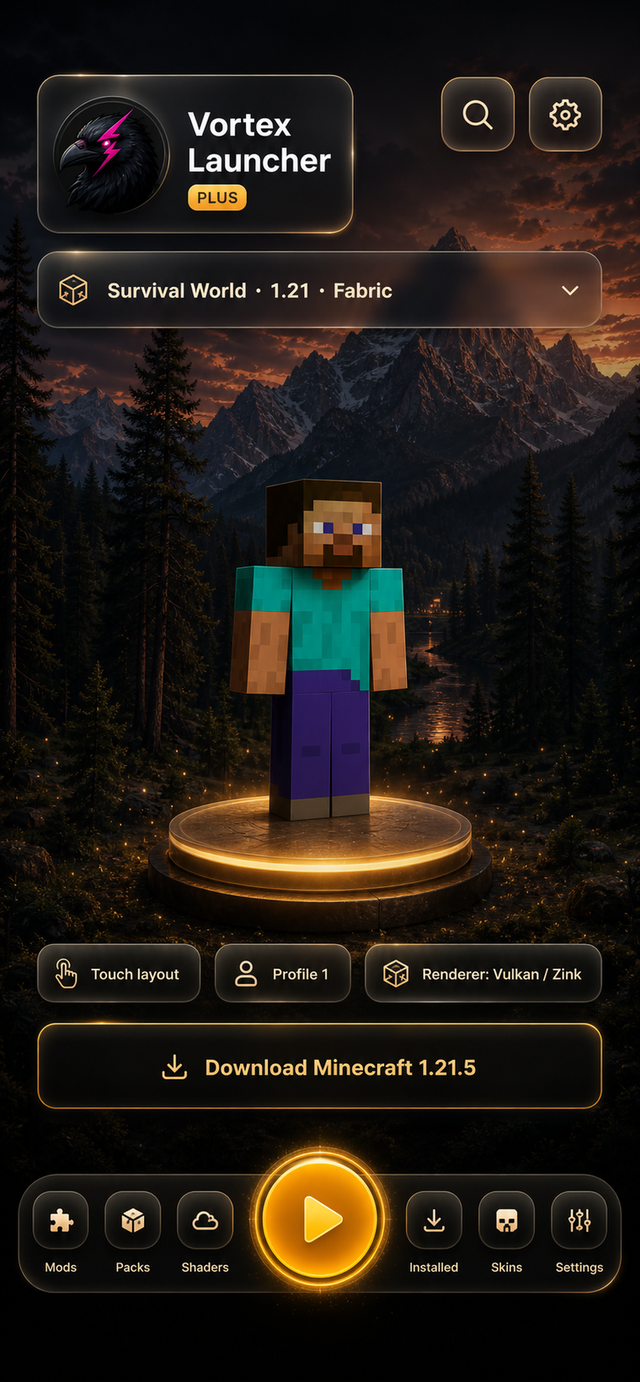 Vortex
Launcher
PLUS
Survival World • 1.21 • Fabric
Touch layout
Profile 1
Renderer: Vulkan / Zink
Download Minecraft 1.21.5
Mods
Packs
Shaders
Installed
Skins
Settings